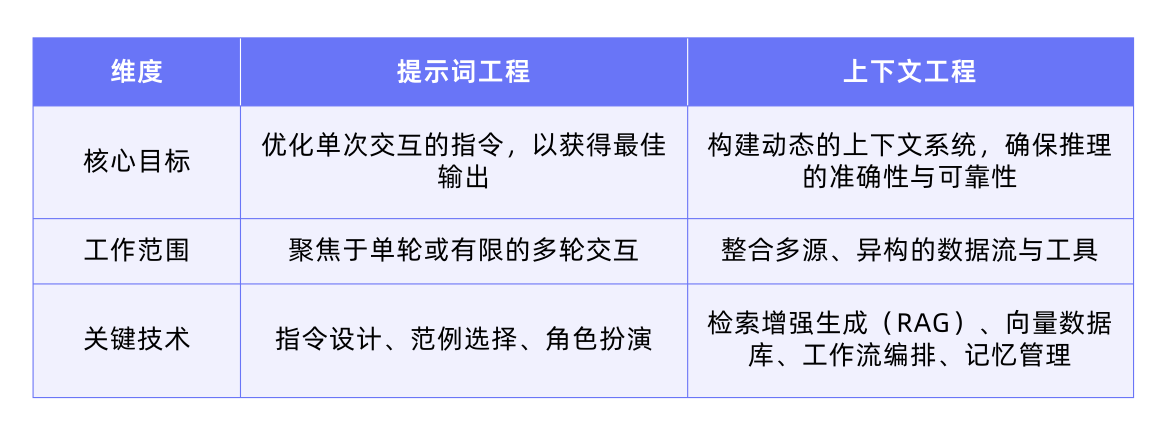 维度
提示词工程
上下文工程
核心目标
优化单次交互的指令，以获得最佳
输出
构建动态的上下文系统，确保推理
的准确性与可靠性
工作范围
聚焦于单轮或有限的多轮交互
整合多源、异构的数据流与工具
关键技术
指令设计、范例选择、角色扮演
检索增强生成（RAG）、向量数据
库、工作流编排、记忆管理